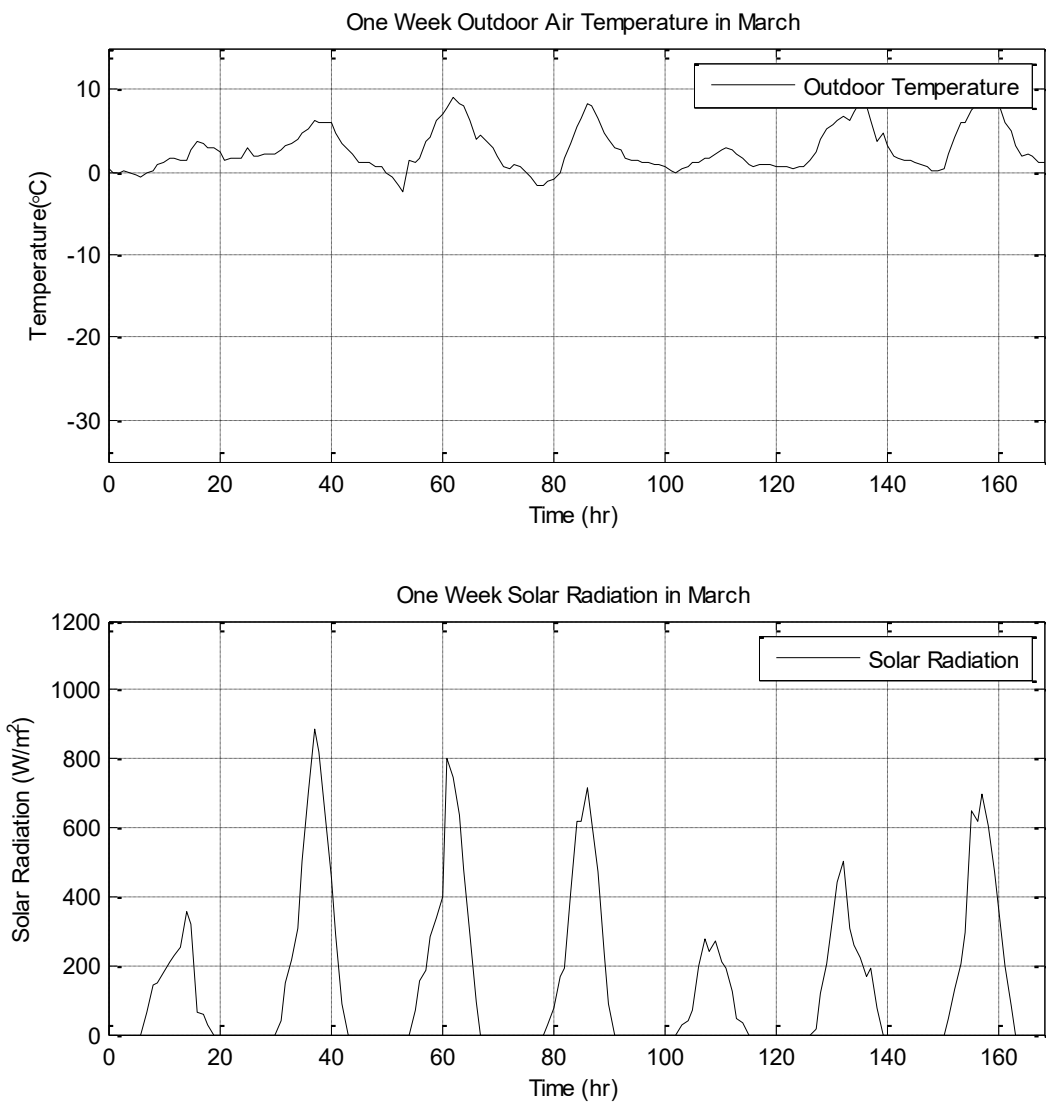 One Week Outdoor Air Temperature in March
Outdoor Temperature
10
0
-10
-20
-30
Temperature(°C)
0 20 40 60 80 100 120 140 160
Time (hr)
One Week Solar Radiation in March
Solar Radiation
1200
1000
800
600
400
200
0
Solar Radiation (W/m²)
0 20 40 60 80 100 120 140 160
Time (hr)